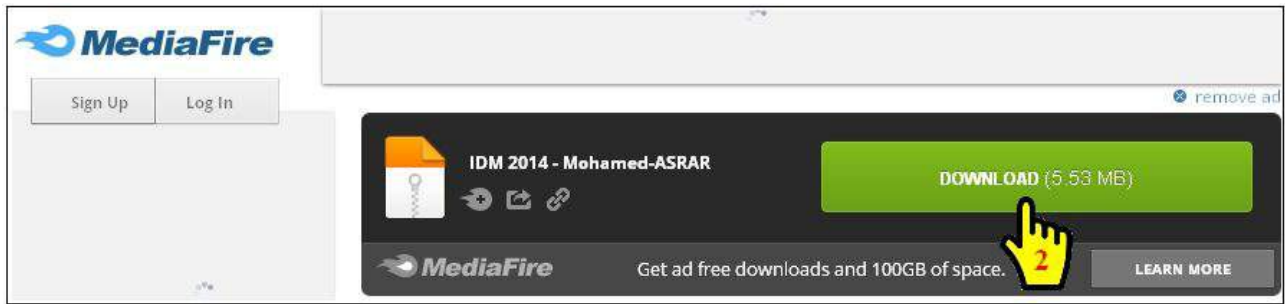 MediaFire
Sign Up Log In
remove ad
IDM 2014 - Mohamed-ASRAR
DOWNLOAD (5.53 MB)
2
MediaFire Get ad free downloads and 100GB of space. LEARN MORE